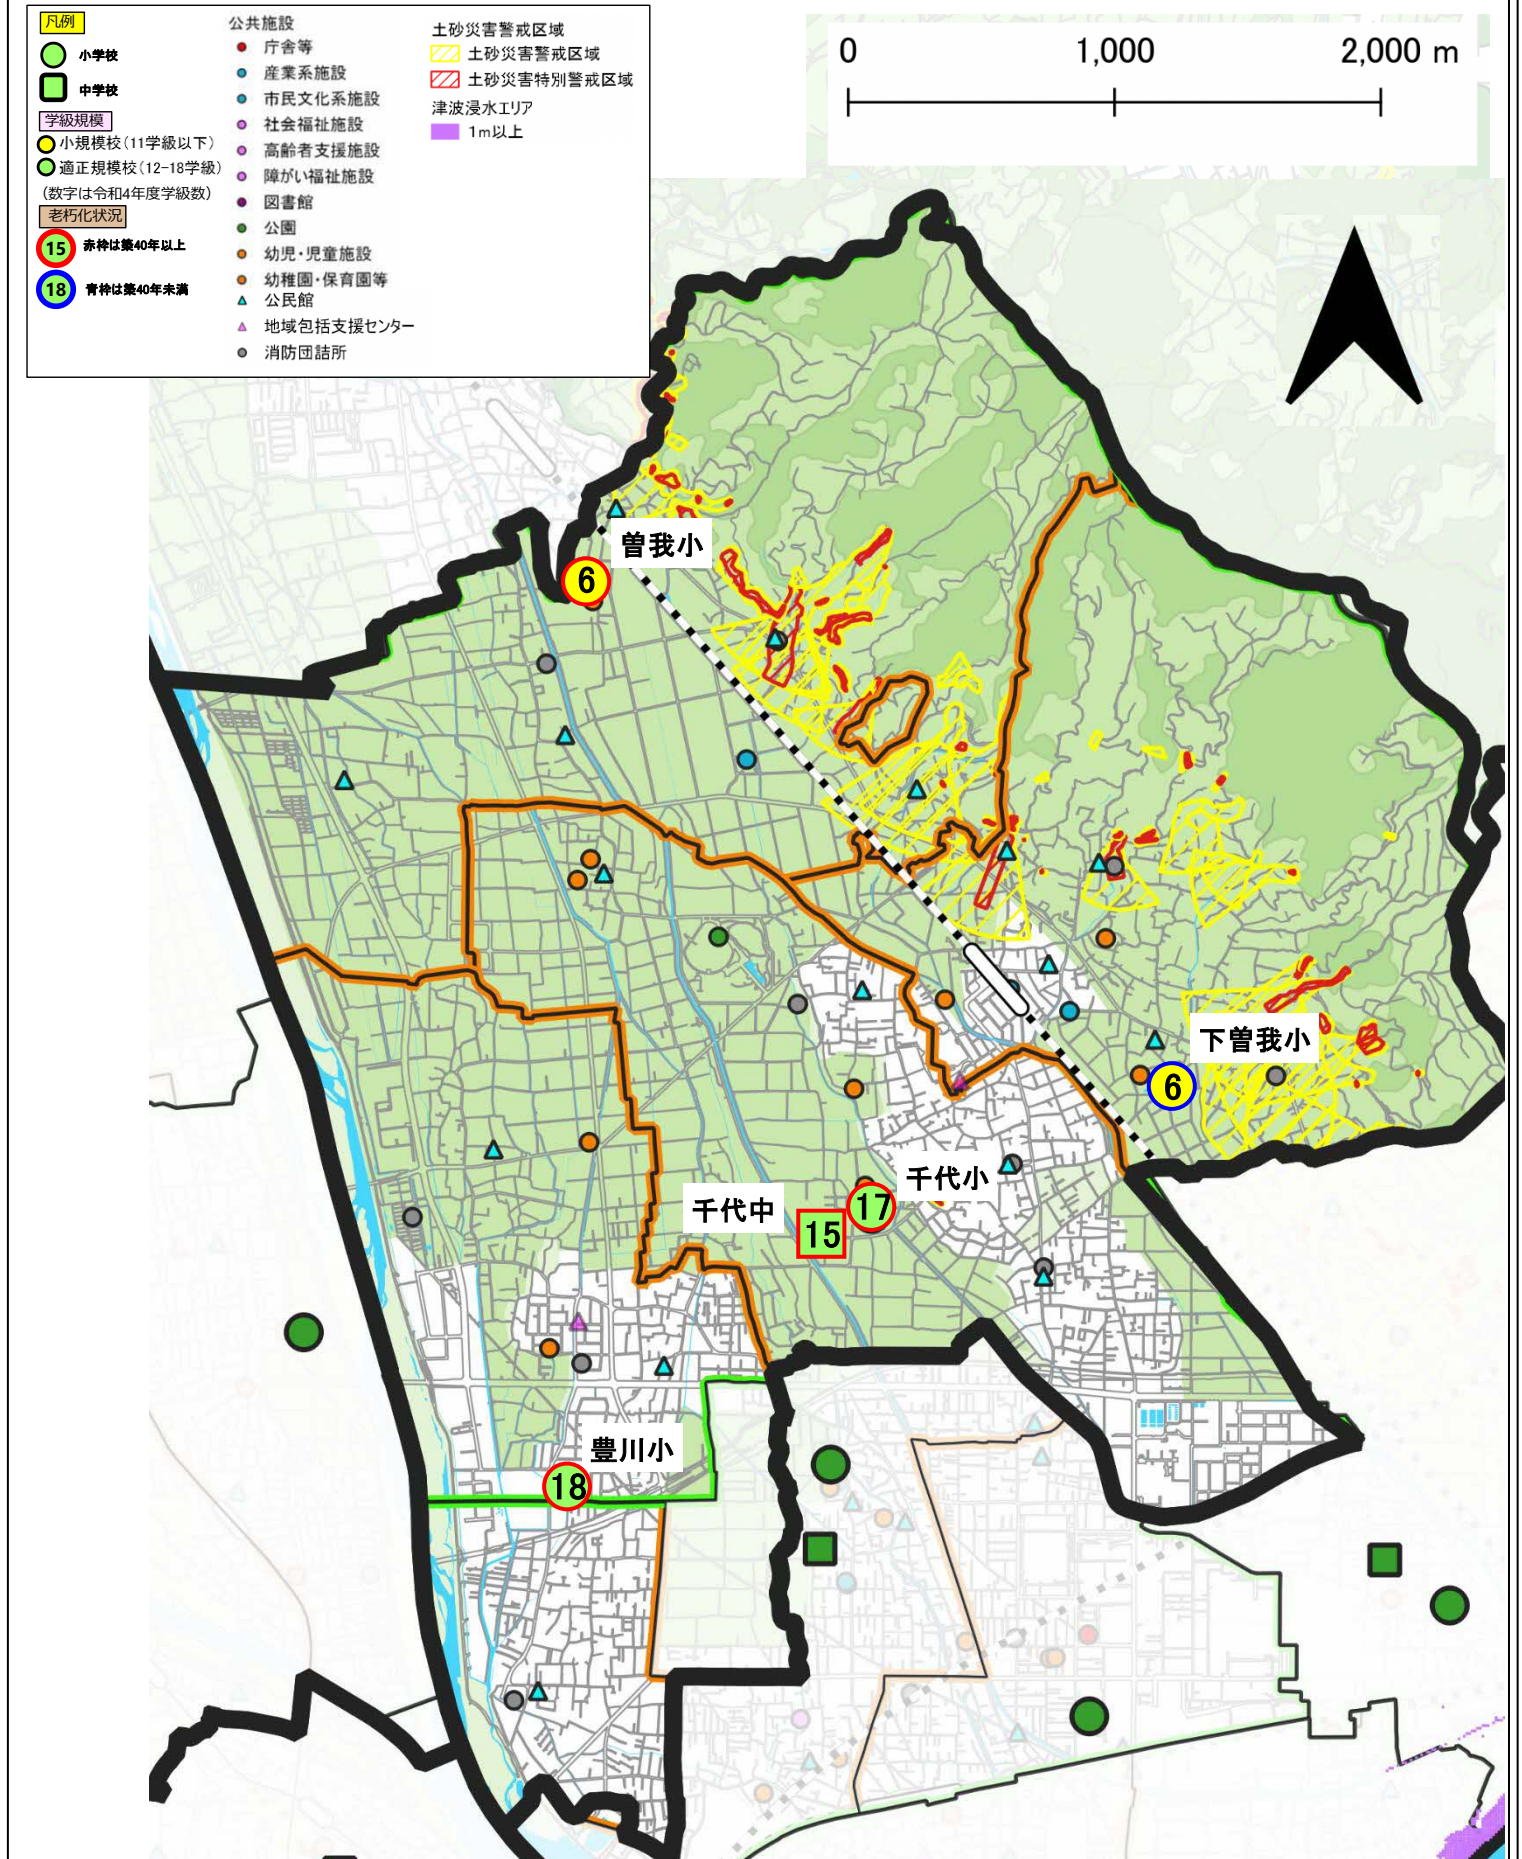 凡例
小学校
中学校
学級規模
小規模校(11学級以下)
適正規模校(12-18学級)
(数字は令和4年度学級数)
老朽化状況
15 赤枠は築40年以上
18 青枠は築40年未満
公共施設
庁舎等
産業系施設
市民文化系施設
社会福祉施設
高齢者支援施設
障がい福祉施設
図書館
公園
幼児・児童施設
幼稚園・保育園等
公民館
地域包括支援センター
消防団詰所
土砂災害警戒区域
土砂災害警戒区域
土砂災害特別警戒区域
津波浸水エリア
1m以上
0 1,000 2,000 m
曽我小
6
下曽我小
6
千代小
17
千代中
15
豊川小
18